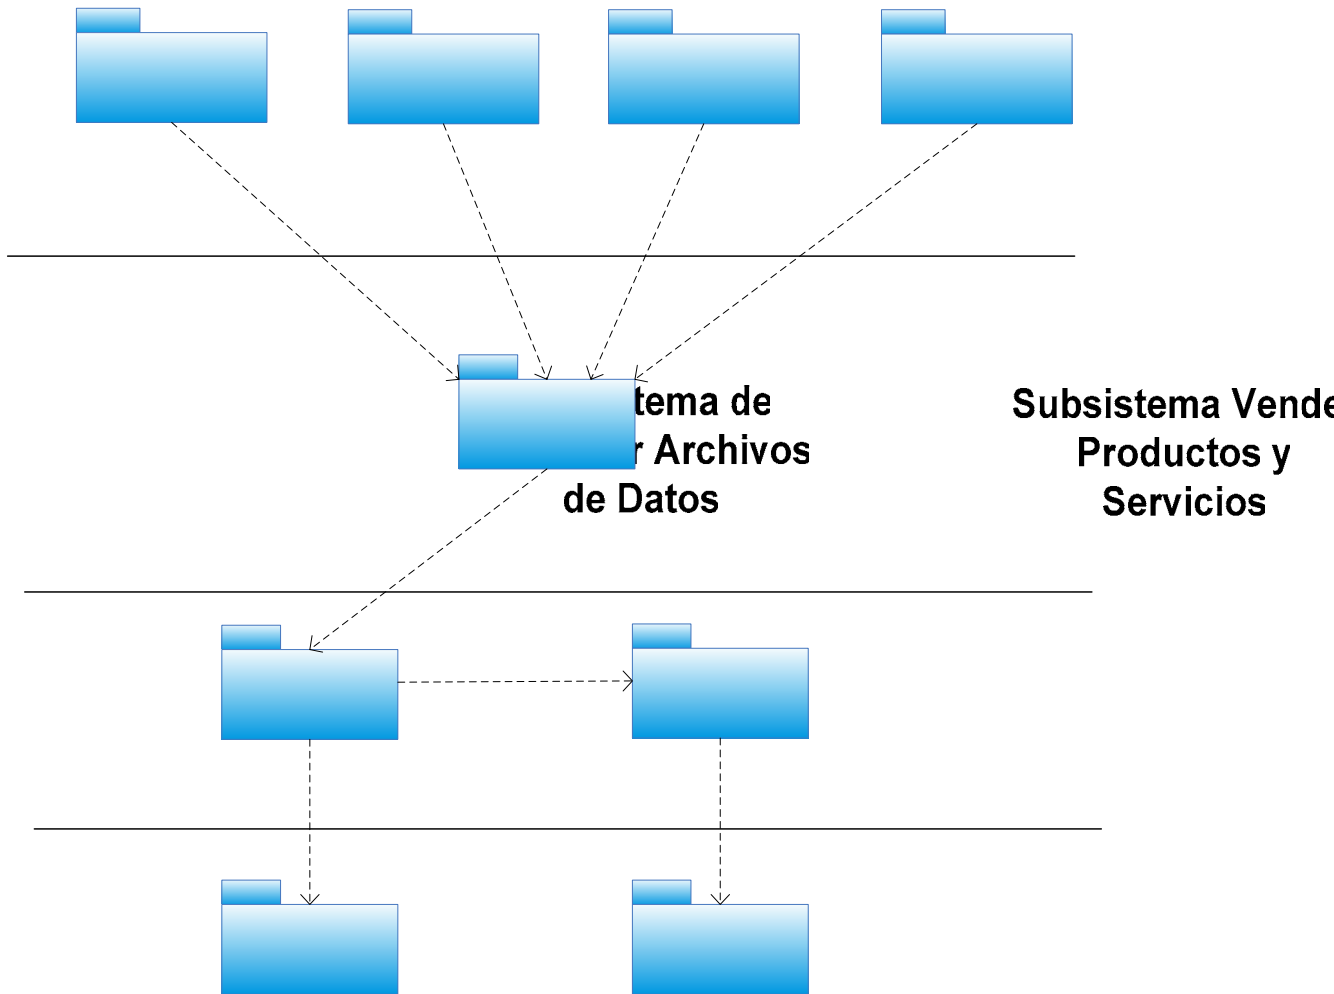 tema de
r Archivos
de Datos
Subsistema Vende
Productos y
Servicios